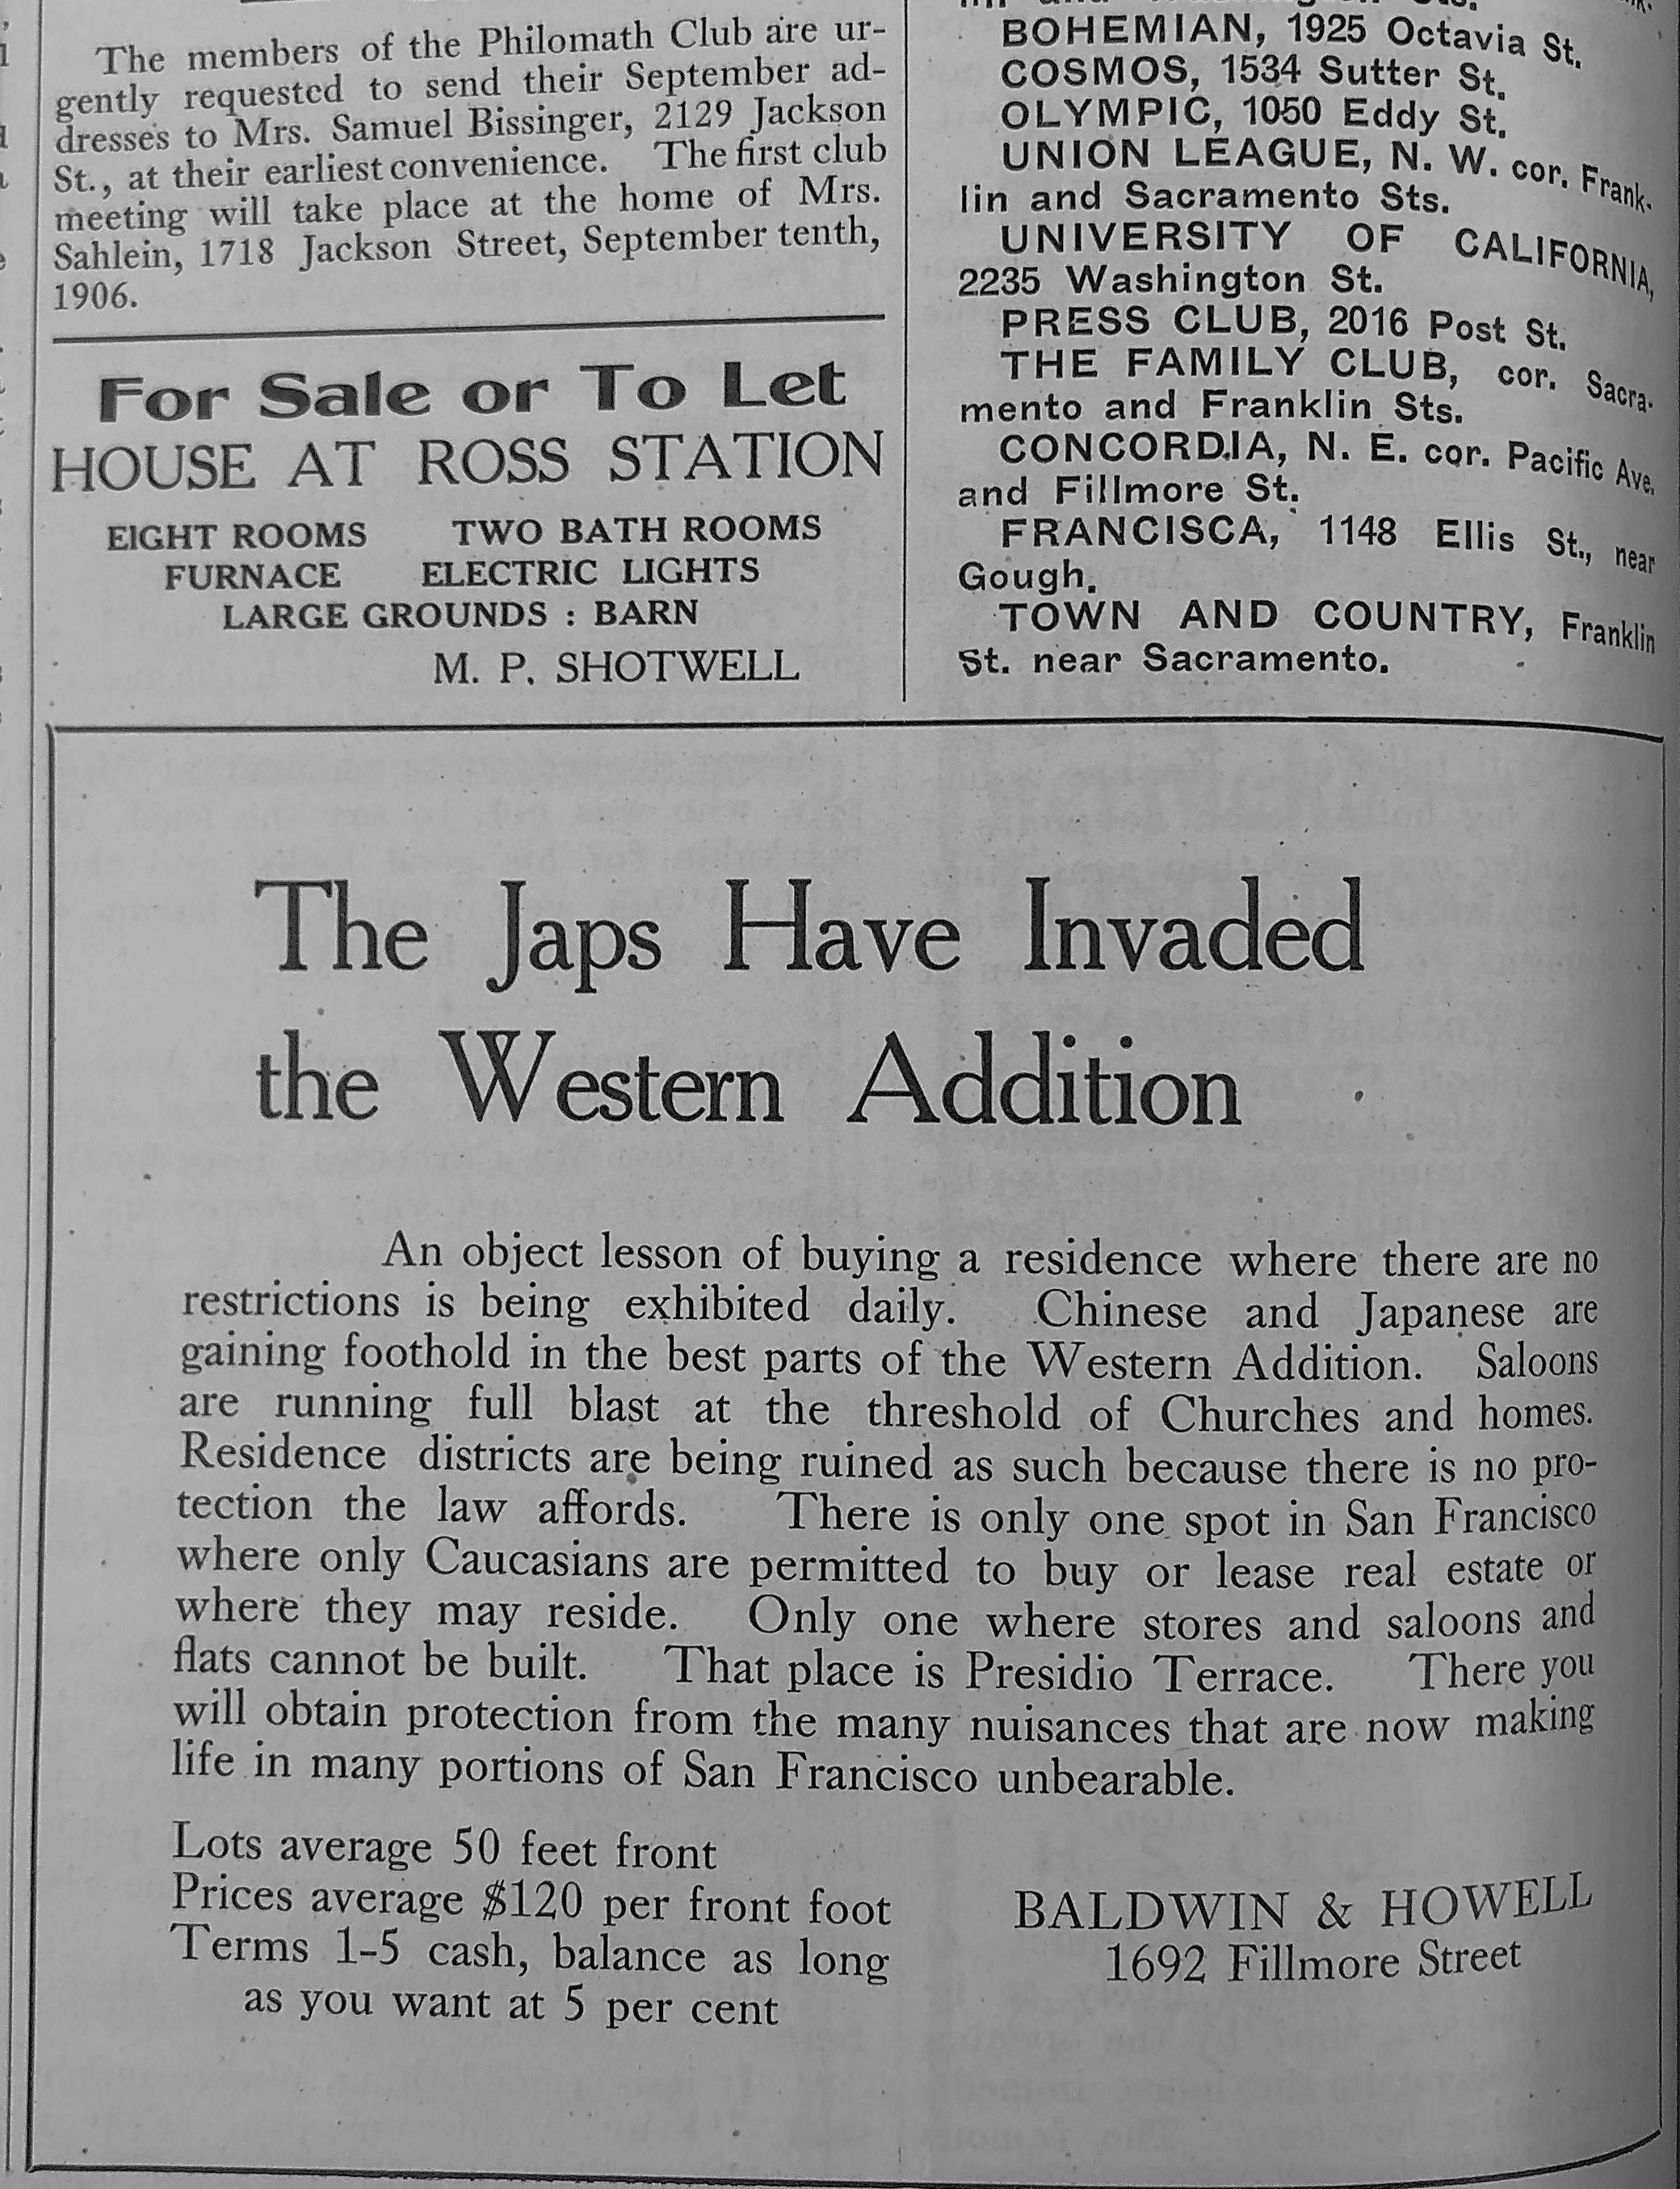 The members of the Philomath Club are ur-
gently requested to send their September ad-
dresses to Mrs. Samuel Bissinger, 2129 Jackson
St., at their earliest convenience. The first club
meeting will take place at the home of Mrs.
Sahlein, 1718 Jackson Street, September tenth,
1906.
For Sale or To Let
HOUSE AT ROSS STATION
EIGHT ROOMS TWO BATH ROOMS
FURNACE ELECTRIC LIGHTS
LARGE GROUNDS : BARN
M. P. SHOTWELL
BOHEMIAN, 1925 Octavia St.
COSMOS, 1534 Sutter St.
OLYMPIC, 1050 Eddy St.
UNION LEAGUE, N. W. cor. Frank-
lin and Sacramento Sts.
UNIVERSITY OF CALIFORNIA,
2235 Washington St.
PRESS CLUB, 2016 Post St.
THE FAMILY CLUB, cor. Sacra-
mento and Franklin Sts.
CONCORDIA, N. E. cor. Pacific Ave.
and Fillmore St.
FRANCISCA, 1148 Ellis St., near
Gough.
TOWN AND COUNTRY, Franklin
St. near Sacramento.
The Japs Have Invaded
the Western Addition
An object lesson of buying a residence where there are no
restrictions is being exhibited daily. Chinese and Japanese are
gaining foothold in the best parts of the Western Addition. Saloons
are running full blast at the threshold of Churches and homes.
Residence districts are being ruined as such because there is no pro-
tection the law affords. There is only one spot in San Francisco
where only Caucasians are permitted to buy or lease real estate or
where they may reside. Only one where stores and saloons and
flats cannot be built. That place is Presidio Terrace. There you
will obtain protection from the many nuisances that are now making
life in many portions of San Francisco unbearable.
Lots average 50 feet front
Prices average $120 per front foot
Terms 1-5 cash, balance as long
as you want at 5 per cent
BALDWIN & HOWELL
1692 Fillmore Street